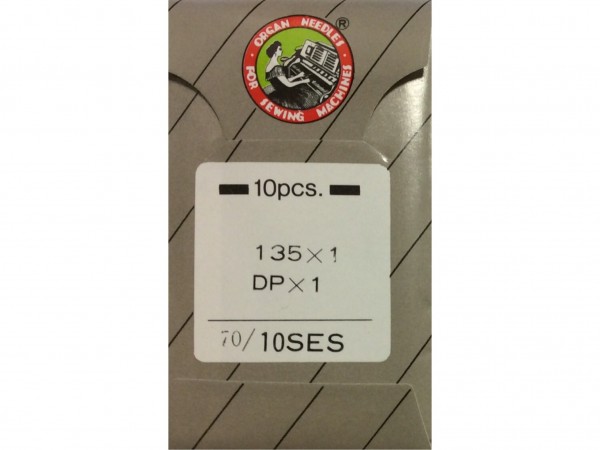 ORGAN NEEDLES
®
FOR SEWING MACHINES
10pcs.
135×1
DP×1
70/10SES